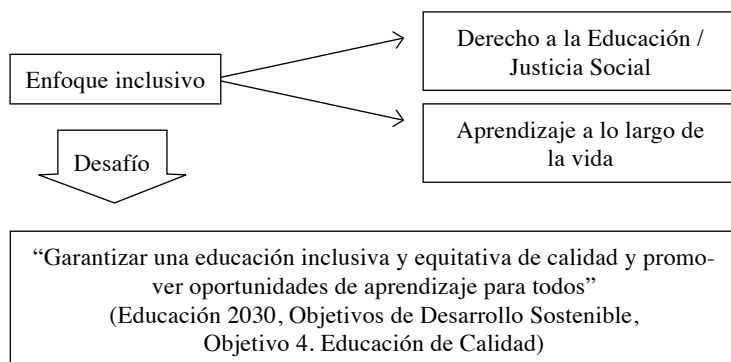 Enfoque inclusivo
Derecho a la Educación /
Justicia Social
Aprendizaje a lo largo de
la vida
Desafío
“Garantizar una educación inclusiva y equitativa de calidad y promo-
ver oportunidades de aprendizaje para todos”
(Educación 2030, Objetivos de Desarrollo Sostenible,
Objetivo 4. Educación de Calidad)